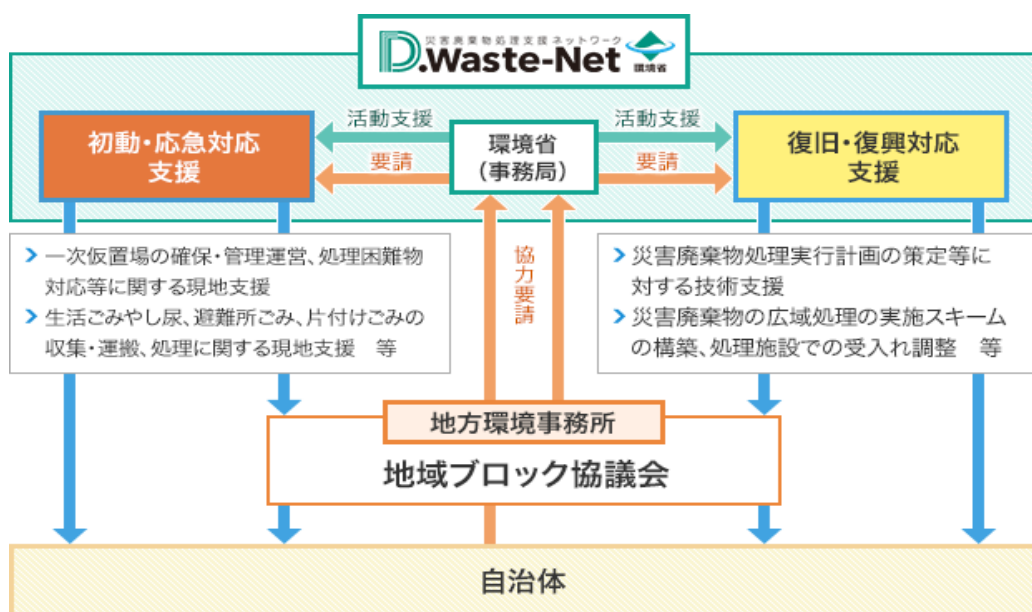 災害廃棄物処理支援ネットワーク
D.Waste-Net
環境省
初動・応急対応
支援
活動支援
要請
環境省
(事務局)
活動支援
要請
復旧・復興対応
支援
一次仮置場の確保・管理運営、処理困難物
対応等に関する現地支援
生活ごみやし尿、避難所ごみ、片付けごみの
収集・運搬、処理に関する現地支援 等
協力要請
災害廃棄物処理実行計画の策定等に
対する技術支援
災害廃棄物の広域処理の実施スキーム
の構築、処理施設での受入れ調整 等
地方環境事務所
地域ブロック協議会
自治体